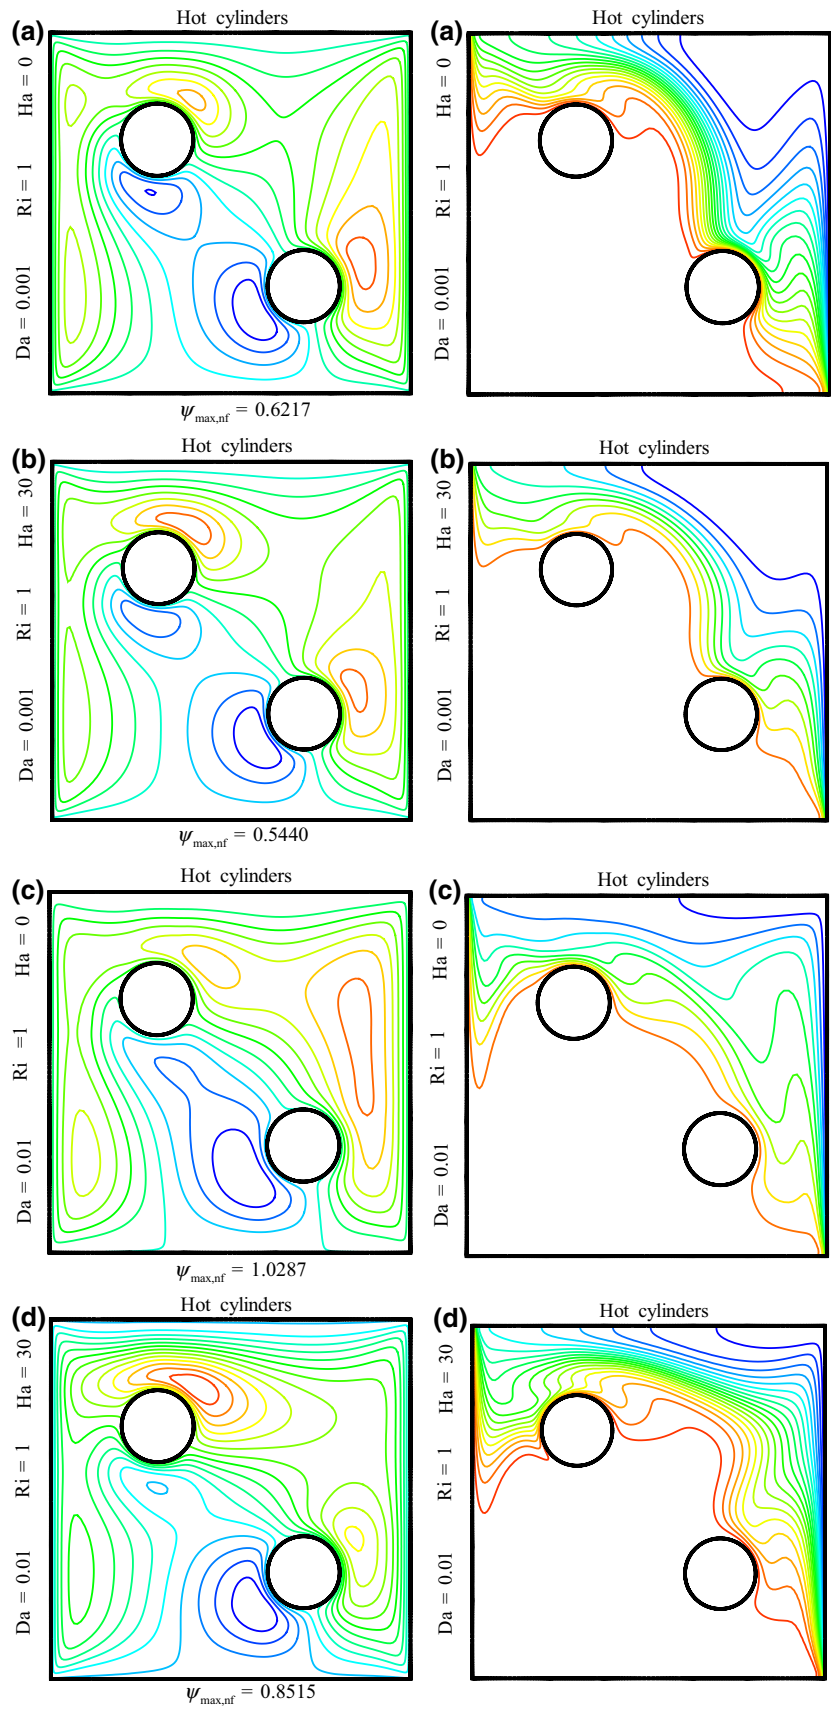 (a)
Hot cylinders
Ha = 0
Ri = 1
Da = 0.001
ψmax,nf = 0.6217
(a)
Hot cylinders
Ha = 0
Ri = 1
Da = 0.001
(b)
Hot cylinders
Ha = 30
Ri = 1
Da = 0.001
ψmax,nf = 0.5440
(b)
Hot cylinders
Ha = 30
Ri = 1
Da = 0.001
(c)
Hot cylinders
Ha = 0
Ri =1
Da = 0.01
ψmax,nf = 1.0287
(c)
Hot cylinders
Ha = 0
Ri = 1
Da = 0.01
(d)
Hot cylinders
Ha = 30
Ri = 1
Da = 0.01
ψmax,nf = 0.8515
(d)
Hot cylinders
Ha = 30
Ri = 1
Da = 0.01